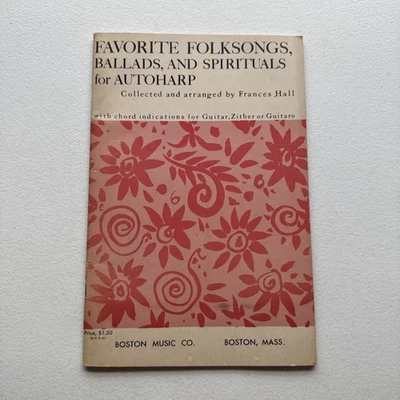 FAVORITE FOLKSONGS,
BALLADS, AND SPIRITUALS
for AUTOHARP
Collected and arranged by Frances Hall
with chord indications for Guitar, Zither or Guitaro
Price, $1.50
BOSTON MUSIC CO. BOSTON, MASS.